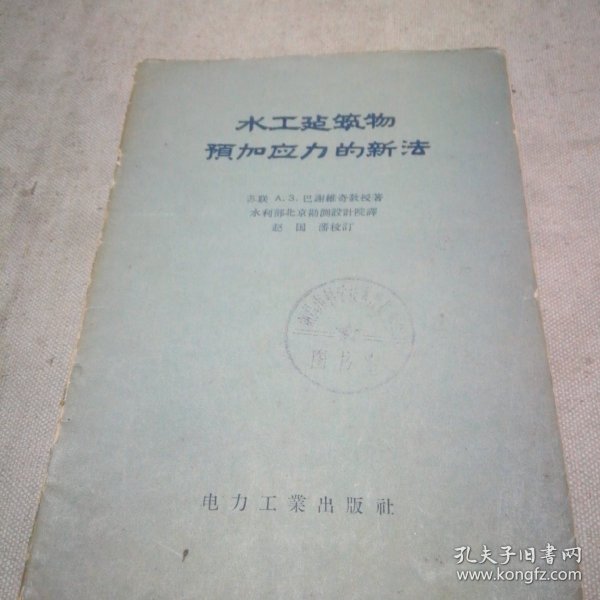 水工建筑物
預加应力的新法
苏联 А.З.巴謝維奇教授著
水利部北京勘測設計院譯
赵国藩校訂
图书
电力工業出版社
孔夫子旧書网
www.kongfz.com